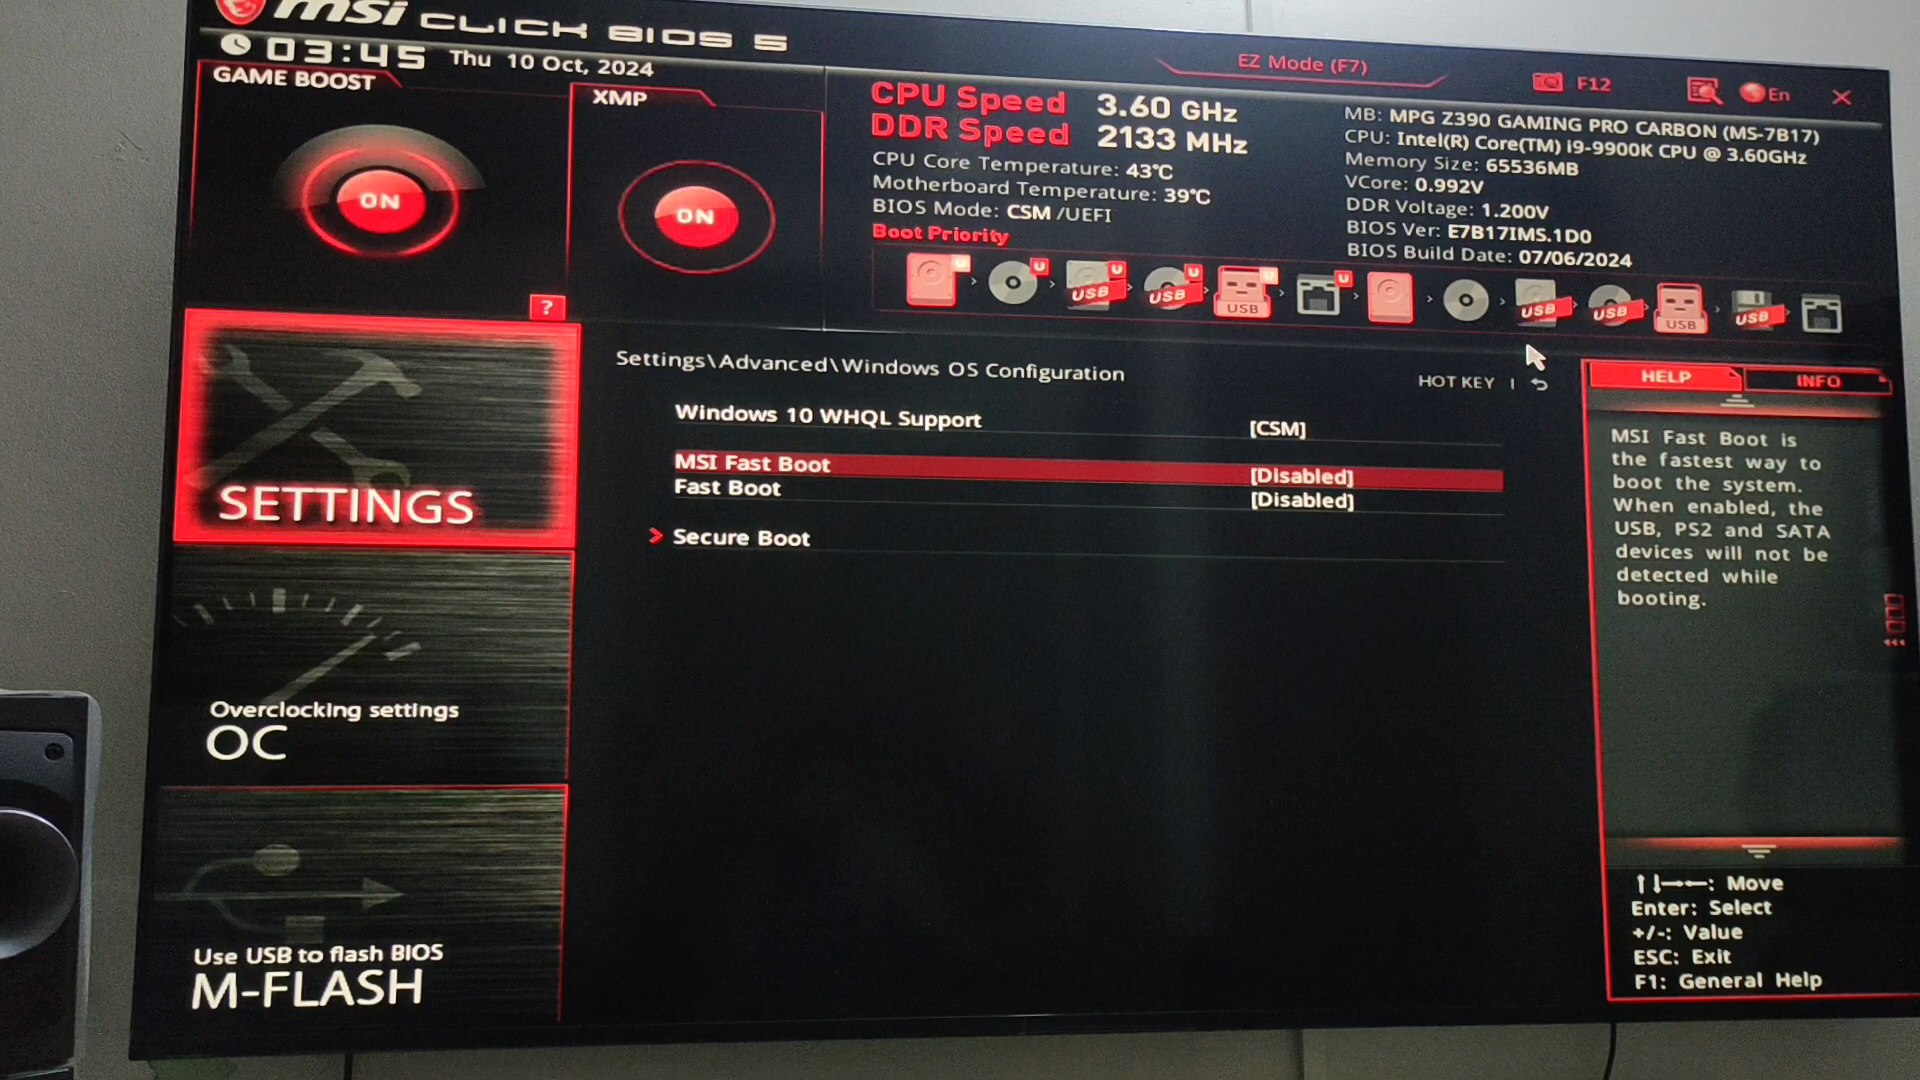 msi CLICK BIOS 5
03:45 Thu 10 Oct, 2024
EZ Mode (F7)
F12
En
GAME BOOST
ON
XMP
ON
CPU Speed 3.60 GHz
DDR Speed 2133 MHz
CPU Core Temperature: 43℃
Motherboard Temperature: 39℃
BIOS Mode: CSM /UEFI
Boot Priority
MB: MPG Z390 GAMING PRO CARBON (MS-7B17)
CPU: Intel(R) Core(TM) i9-9900K CPU @ 3.60GHz
Memory Size: 65536MB
VCore: 0.992V
DDR Voltage: 1.200V
BIOS Ver: E7B17IMS.1D0
BIOS Build Date: 07/06/2024
U U U U U U
USB USB USB USB USB USB USB
?
SETTINGS
Overclocking settings
OC
Use USB to flash BIOS
M-FLASH
Settings\Advanced\Windows OS Configuration
HOT KEY |
Windows 10 WHQL Support [CSM]
MSI Fast Boot [Disabled]
Fast Boot [Disabled]
> Secure Boot
HELP INFO
MSI Fast Boot is
the fastest way to
boot the system.
When enabled, the
USB, PS2 and SATA
devices will not be
detected while
booting.
↑↓→←: Move
Enter: Select
+/-: Value
ESC: Exit
F1: General Help